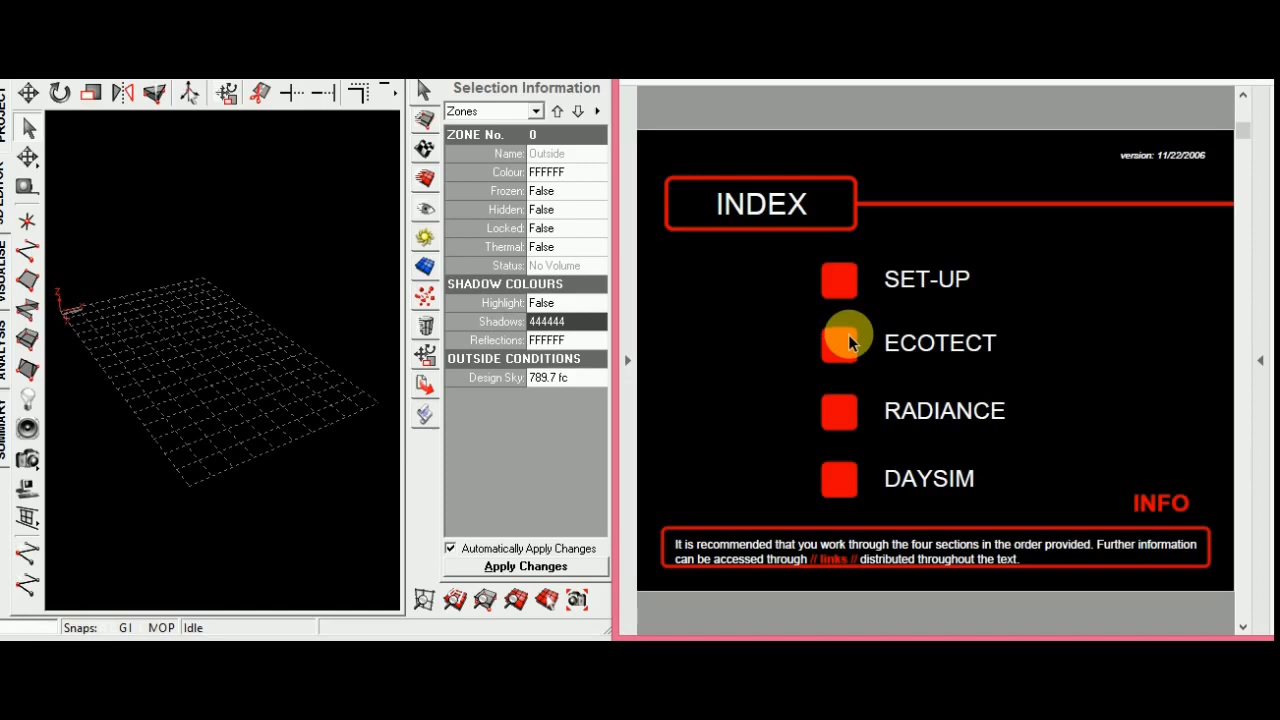 PROJECT
3D EDITOR
VISUALISE
ANALYSIS
Z
Snaps: GI MOP Idle
Selection Information
Zones
ZONE No. 0
Name: Outside
Colour: FFFFFF
Frozen: False
Hidden: False
Locked: False
Thermal: False
Status: No Volume
SHADOW COLOURS
Highlight: False
Shadows: 444444
Reflections: FFFFFF
OUTSIDE CONDITIONS
Design Sky: 789.7 fc
Automatically Apply Changes
Apply Changes
version: 11/22/2006
INDEX
SET-UP
ECOTECT
RADIANCE
DAYSIM
INFO
It is recommended that you work through the four sections in the order provided. Further information
can be accessed through // links // distributed throughout the text.